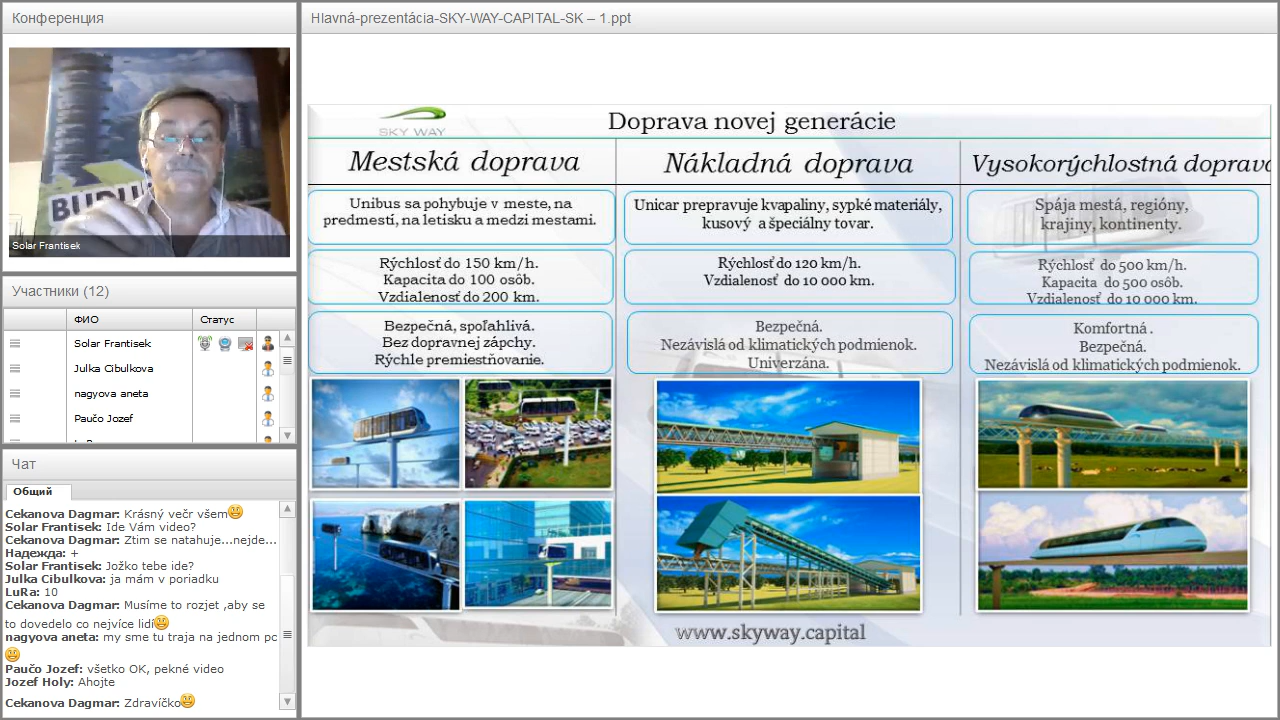 Конференция
Solar Frantisek
Участники (12)
ФИО
Статус
Solar Frantisek
Julka Cibulkova
nagyova aneta
Paučo Jozef
Чат
Общий
Cekanova Dagmar: Krásný večr všem
Solar Frantisek: Ide Vám video?
Cekanova Dagmar: Ztim se natahuje...nejde...
Надежда: +
Solar Frantisek: Jožko tebe ide?
Julka Cibulkova: ja mám v poriadku
LuRa: 10
Cekanova Dagmar: Musíme to rozjet ,aby se
to dovedelo co nejvíce lidí
nagyova aneta: my sme tu traja na jednom pc
Paučo Jozef: všetko OK, pekné video
Jozef Holy: Ahojte
Cekanova Dagmar: Zdravíčko
Hlavná-prezentácia-SKY-WAY-CAPITAL-SK – 1.ppt
SKY WAY
Doprava novej generácie
Mestská doprava
Unibus sa pohybuje v meste, na
predmestí, na letisku a medzi mestami.
Rýchlosť do 150 km/h.
Kapacita do 100 osôb.
Vzdialenosť do 200 km.
Bezpečná, spoľahlivá.
Bez dopravnej zápchy.
Rýchle premiestňovanie.
Nákladná doprava
Unicar prepravuje kvapaliny, sypké materiály,
kusový a špeciálny tovar.
Rýchlosť do 120 km/h.
Vzdialenosť do 10 000 km.
Bezpečná.
Nezávislá od klimatických podmienok.
Univerzána.
Vysokorýchlostná doprava
Spája mestá, regióny,
krajiny, kontinenty.
Rýchlosť do 500 km/h.
Kapacita do 500 osôb.
Vzdialenosť do 10 000 km.
Komfortná .
Bezpečná.
Nezávislá od klimatických podmienok.
www.skyway.capital